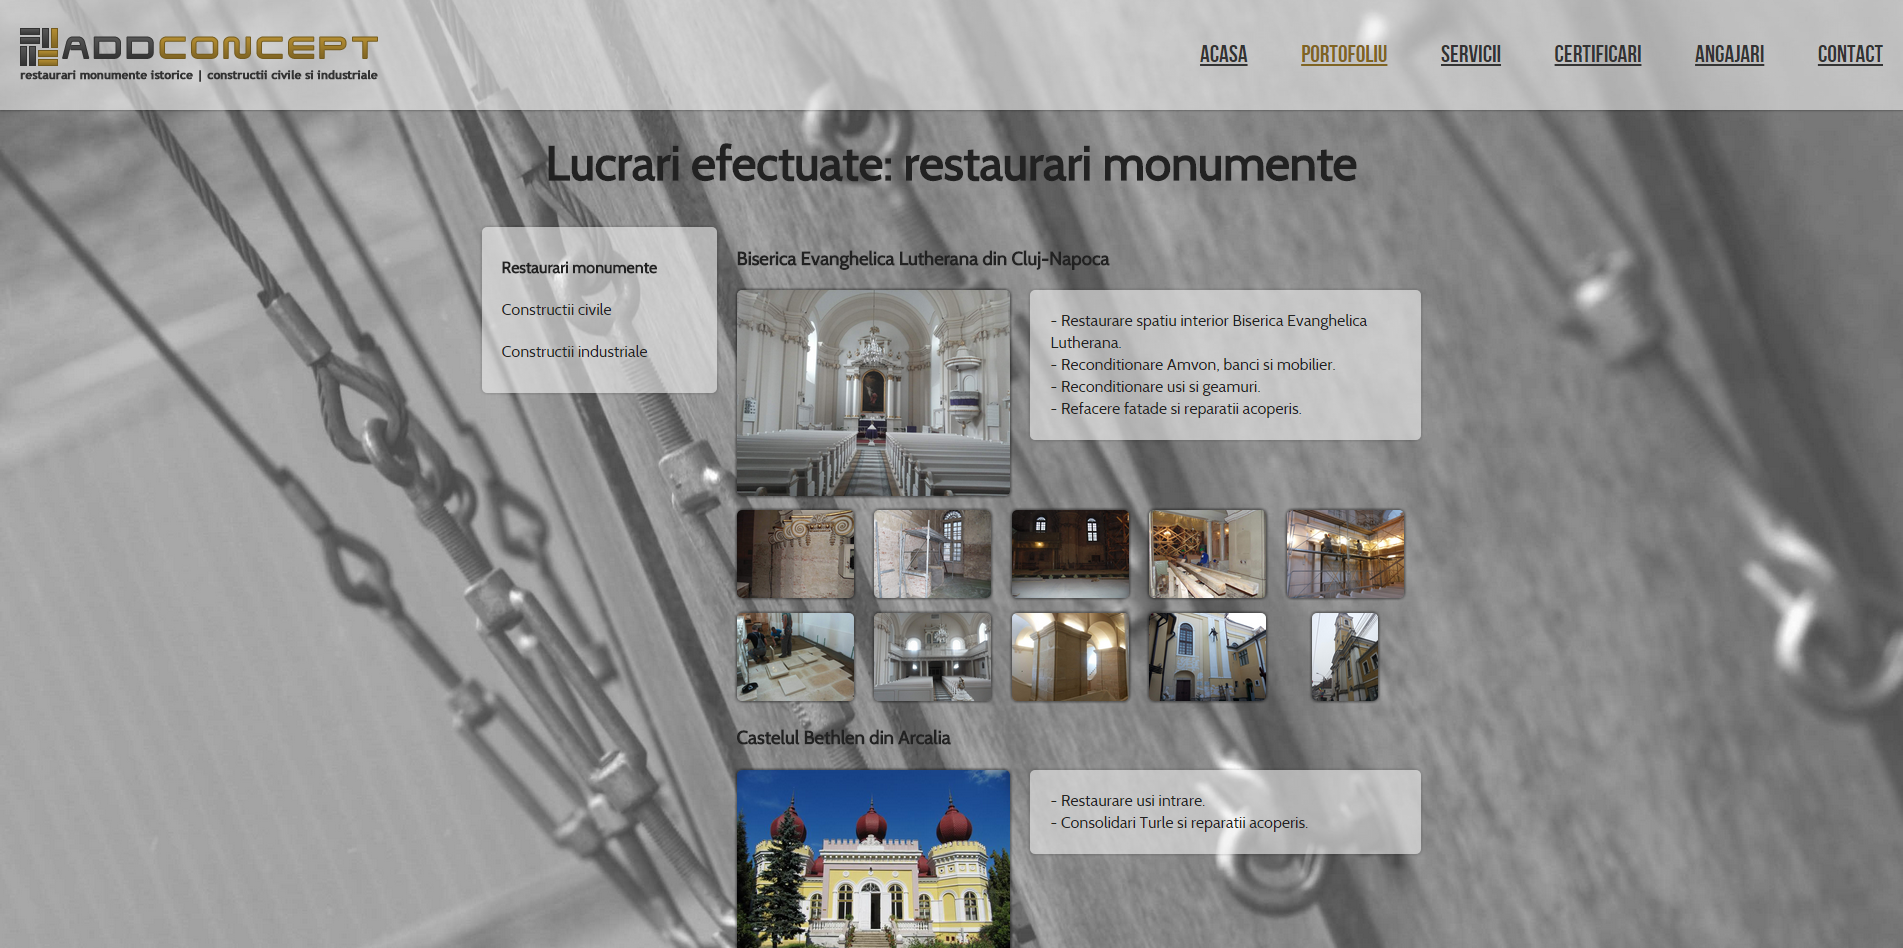 ADDCONCEPT
restaurari monumente istorice | constructii civile si industriale
ACASA
PORTOFOLIU
SERVICII
CERTIFICARI
ANGAJARI
CONTACT
Lucrari efectuate: restaurari monumente
Restaurari monumente
Constructii civile
Constructii industriale
Biserica Evanghelica Lutherana din Cluj-Napoca
- Restaurare spatiu interior Biserica Evanghelica
Lutherana.
- Reconditionare Amvon, banci si mobilier.
- Reconditionare usi si geamuri.
- Refacere fatade si reparatii acoperis.
Castelul Bethlen din Arcalia
- Restaurare usi intrare.
- Consolidari Turle si reparatii acoperis.